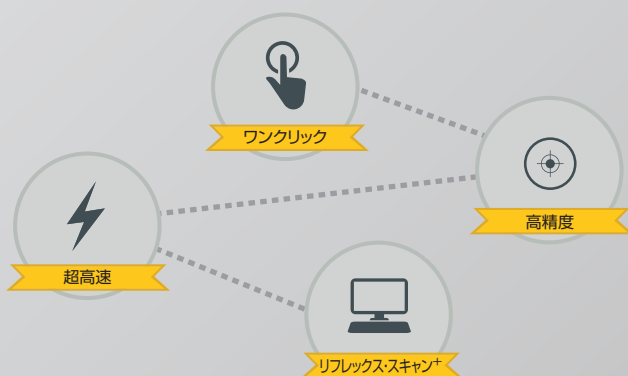 ワンクリック
高精度
超高速
リフレックス・スキャン⁺